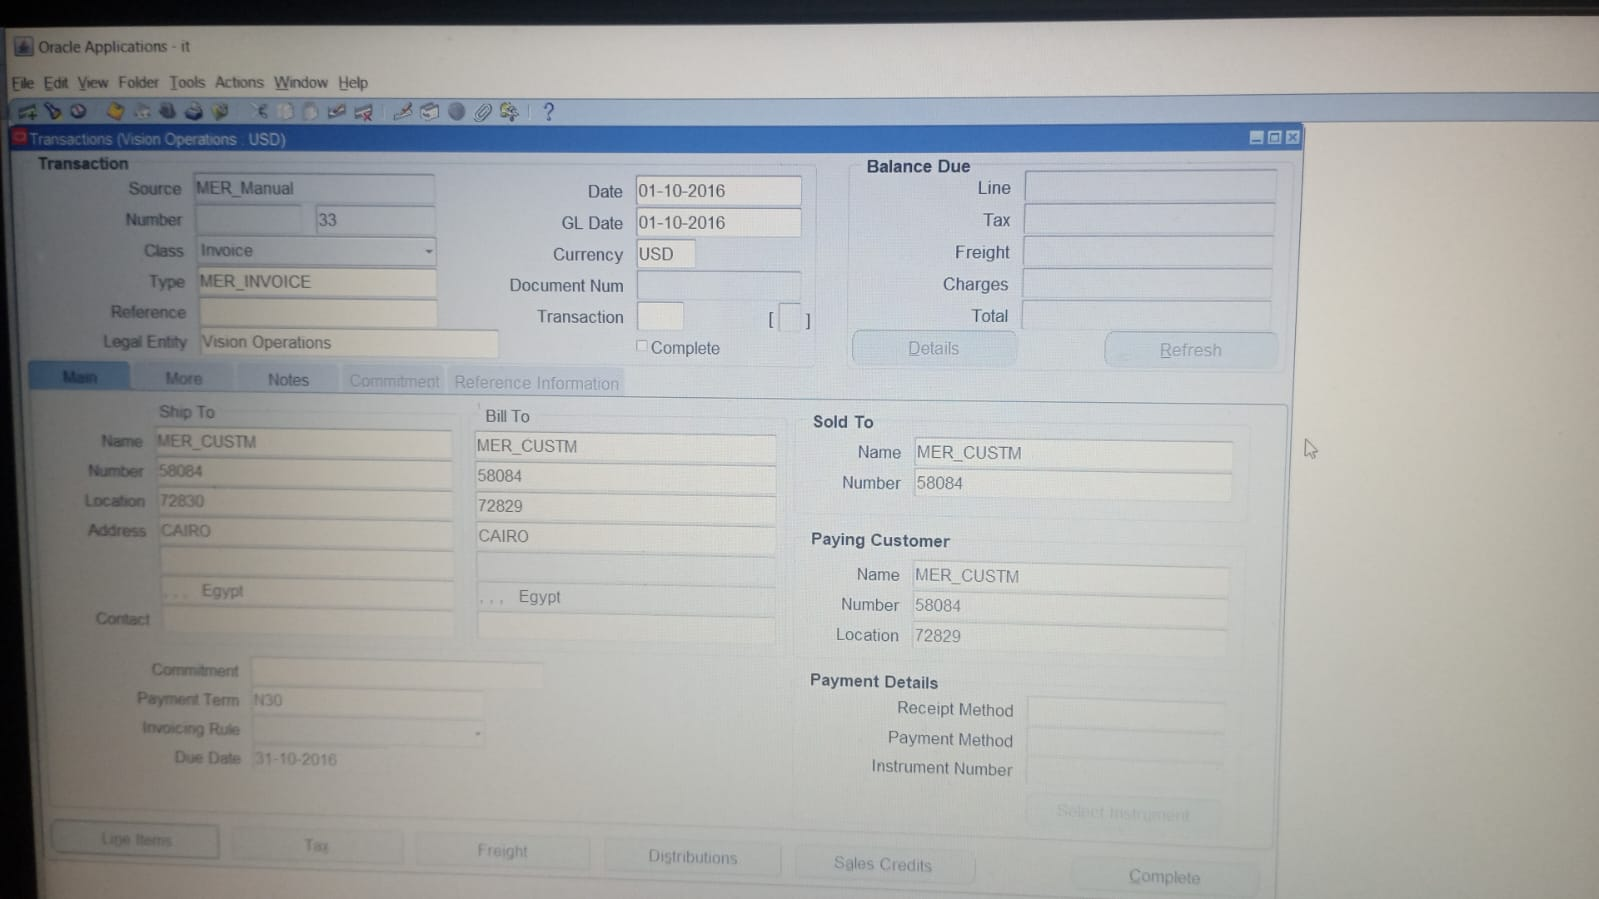 Oracle Applications - it
File Edit View Folder Tools Actions Window Help
Transactions (Vision Operations : USD)
Transaction
Source MER_Manual
Number 33
Class Invoice
Type MER_INVOICE
Reference
Legal Entity Vision Operations
Date 01-10-2016
GL Date 01-10-2016
Currency USD
Document Num
Transaction [ ]
Complete
Balance Due
Line
Tax
Freight
Charges
Total
Details Refresh
Main More Notes Commitment Reference Information
Ship To
Name MER_CUSTM
Number 58084
Location 72830
Address CAIRO
, , , Egypt
Contact
Bill To
MER_CUSTM
58084
72829
CAIRO
, , , Egypt
Sold To
Name MER_CUSTM
Number 58084
Paying Customer
Name MER_CUSTM
Number 58084
Location 72829
Commitment
Payment Term N30
Invoicing Rule
Due Date 31-10-2016
Payment Details
Receipt Method
Payment Method
Instrument Number
Select Instrument
Line Items Tax Freight Distributions Sales Credits Complete